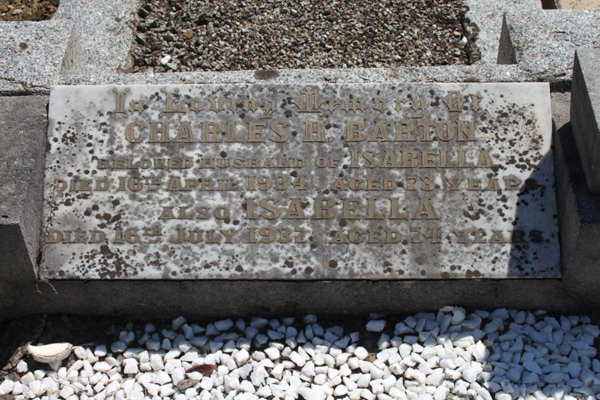 In Loving Memory Of
CHARLES H. BARTON
BELOVED HUSBAND OF ISABELLA
DIED 16TH APRIL 1934, AGED 73 YEARS
ALSO ISABELLA
DIED 16TH JULY 1937, AGED 74 YEARS.